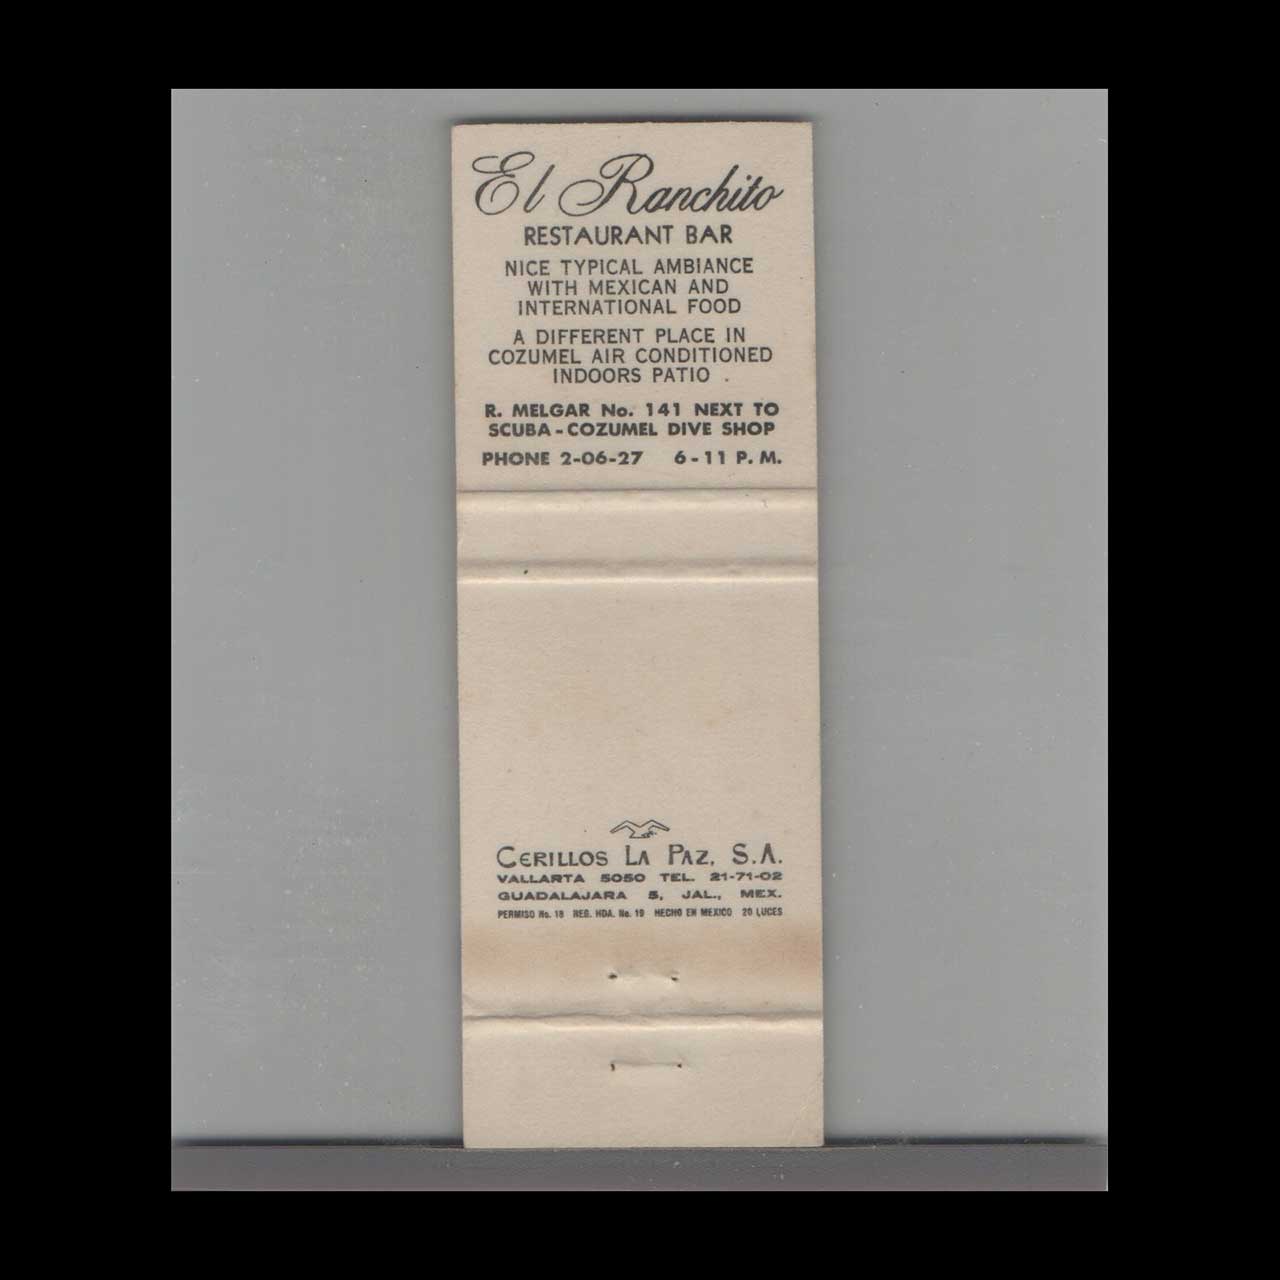 El Ranchito
RESTAURANT BAR
NICE TYPICAL AMBIANCE
WITH MEXICAN AND
INTERNATIONAL FOOD
A DIFFERENT PLACE IN
COZUMEL AIR CONDITIONED
INDOORS PATIO .
R. MELGAR No. 141 NEXT TO
SCUBA-COZUMEL DIVE SHOP
PHONE 2-06-27 6-11 P. M.
CERILLOS LA PAZ, S.A.
VALLARTA 5050 TEL. 21-71-02
GUADALAJARA 5, JAL., MEX.
PERMISO No. 18 REG. HDA. No. 19 HECHO EN MEXICO 20 LUCES